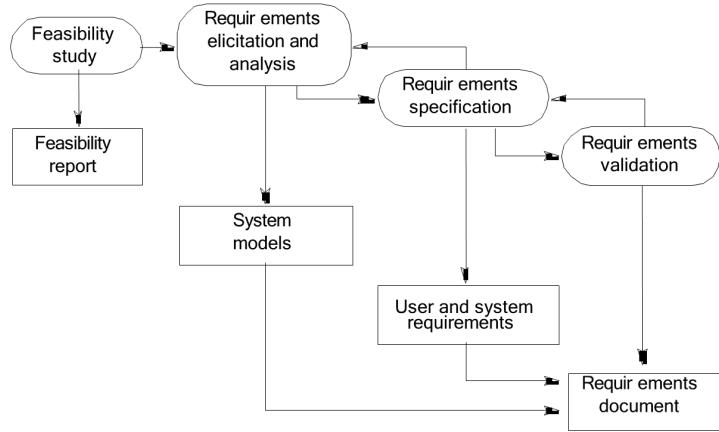 Feasibility
study
Requir ements
elicitation and
analysis
Requir ements
specification
Requir ements
validation
Feasibility
report
System
models
User and system
requirements
Requir ements
document